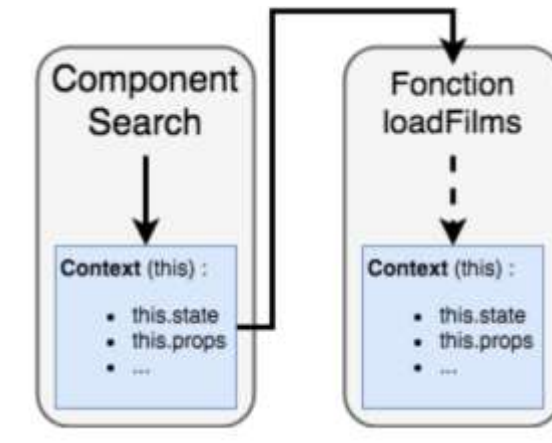 Component
Search
Context (this) :
• this.state
• this.props
• ...
Fonction
loadFilms
Context (this) :
• this.state
• this.props
• ...